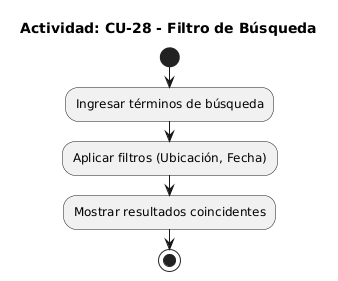 Actividad: CU-28 - Filtro de Búsqueda
Ingresar términos de búsqueda
Aplicar filtros (Ubicación, Fecha)
Mostrar resultados coincidentes